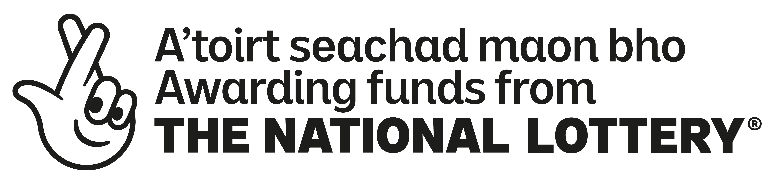 A’toirt seachad maon bho
Awarding funds from
THE NATIONAL LOTTERY®